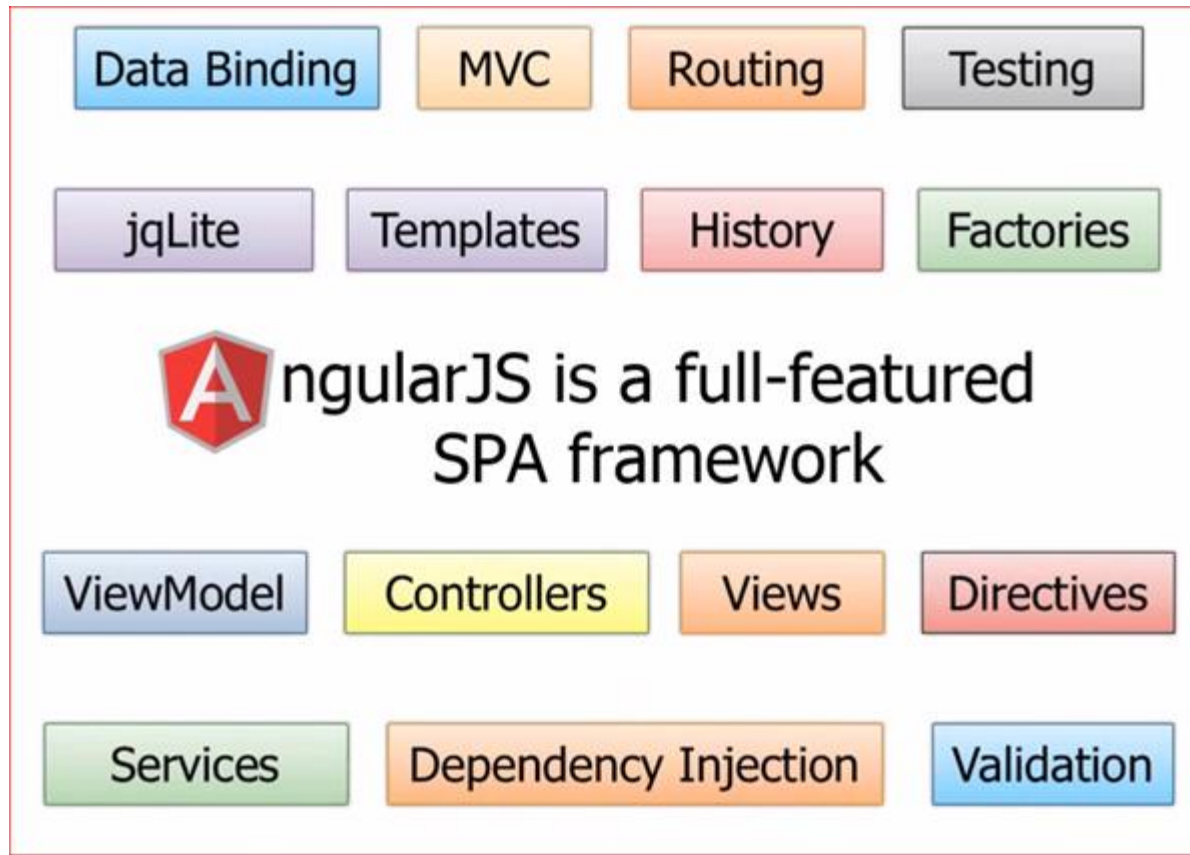 Data Binding MVC Routing Testing
jqLite Templates History Factories
AngularJS is a full-featured
SPA framework
ViewModel Controllers Views Directives
Services Dependency Injection Validation